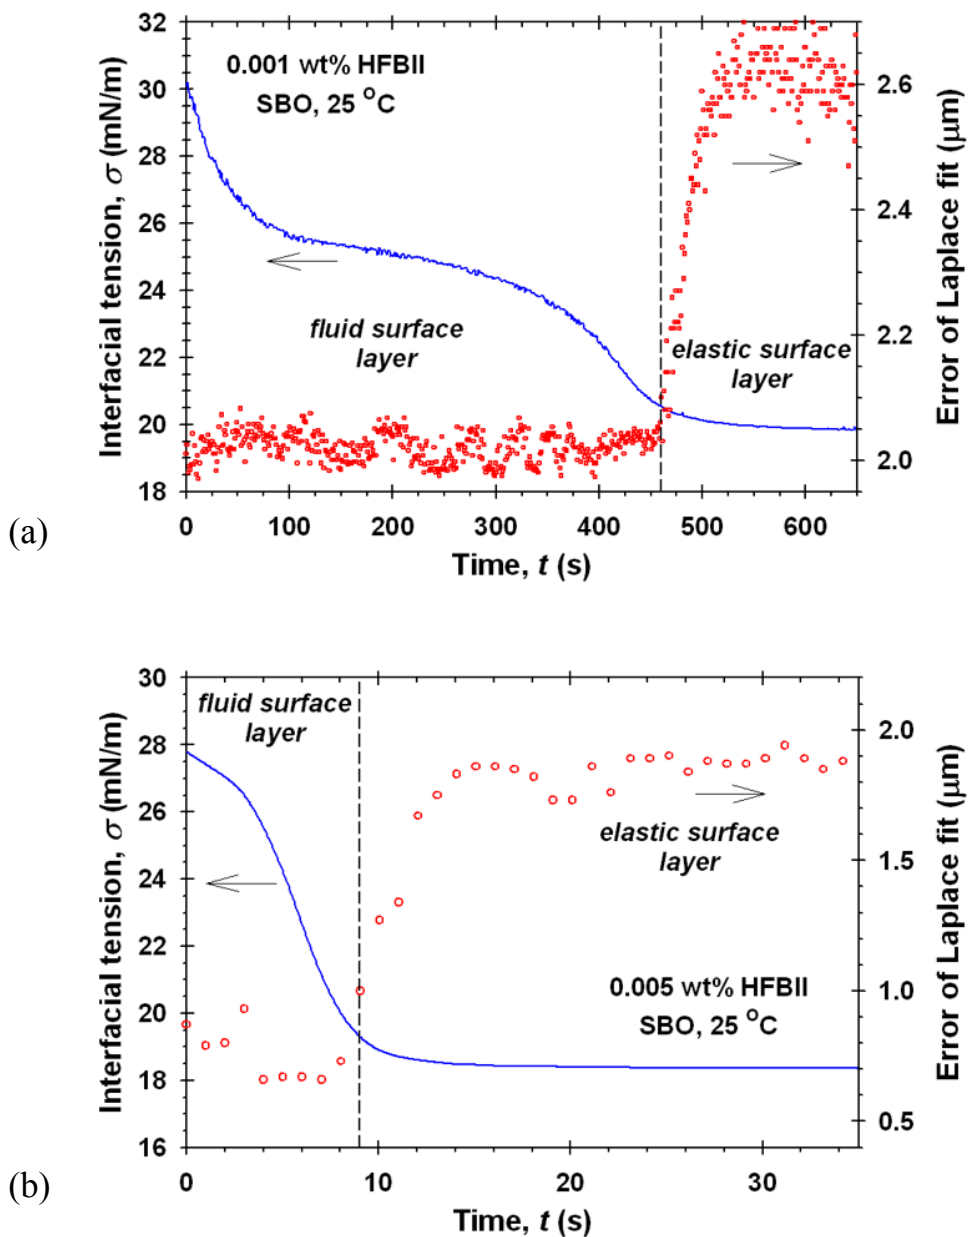 32
30
28
26
24
22
20
18
Interfacial tension, σ (mN/m)
0.001 wt% HFBII
SBO, 25 °C
fluid surface
layer
elastic surface
layer
2.6
2.4
2.2
2.0
Error of Laplace fit (μm)
0 100 200 300 400 500 600
Time, t (s)
(a)
30
28
26
24
22
20
18
16
Interfacial tension, σ (mN/m)
fluid surface
layer
elastic surface
layer
0.005 wt% HFBII
SBO, 25 °C
2.0
1.5
1.0
0.5
Error of Laplace fit (μm)
0 10 20 30
Time, t (s)
(b)